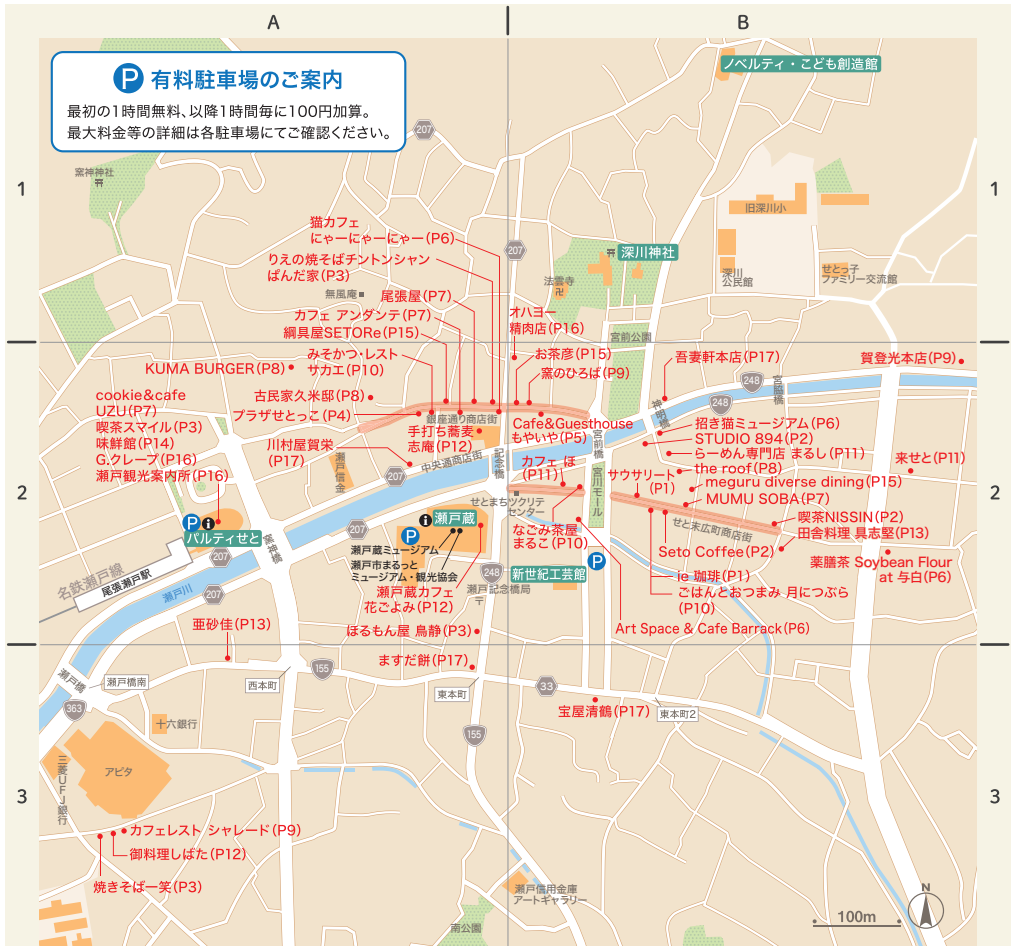 A
B
P 有料駐車場のご案内
最初の1時間無料、以降1時間毎に100円加算。
最大料金等の詳細は各駐車場にてご確認ください。
ノベルティ・こども創造館
207
窯神神社
1
1
旧深川小
猫カフェ
にゃーにゃーにゃー(P6)
207
深川神社
りえの焼そばチントンシャン
ぱんだ家(P3)
深川
公民館
せとっ子
ファミリー交流館
法雲寺
無風庵
尾張屋(P7)
カフェ アンダンテ(P7)
オハヨー
精肉店(P16)
綱具屋SETORe(P15)
宮前公園
みそかつ・レスト
サカエ(P10)
お茶彦(P15)
吾妻軒本店(P17)
賀登光本店(P9)
KUMA BURGER(P8)
窯のひろば(P9)
248
宮脇橋
248
cookie&cafe
UZU(P7)
喫茶スマイル(P3)
味鮮館(P14)
G.クレープ(P16)
瀬戸観光案内所(P16)
古民家久米邸(P8)
プラザせとっこ(P4)
銀座通り商店街
神明橋
Cafe&Guesthouse
もやいや(P5)
招き猫ミュージアム(P6)
手打ち蕎麦
志庵(P12)
STUDIO 894(P2)
川村屋賀栄
(P17)
宮前橋
らーめん専門店 まるし(P11)
中央通商店街
記念橋
カフェ ほ
(P11)
the roof(P8)
来せと(P11)
瀬戸
信金
207
サウサリート
(P1)
meguru diverse dining(P15)
宮川モール
MUMU SOBA(P7)
2
2
せとまちツクリテ
センター
喫茶NISSIN(P2)
せと末広町商店街
田舎料理 具志堅(P13)
P
i
パルティせと
207
i
瀬戸蔵
P
なごみ茶屋
まるこ(P10)
Seto Coffee(P2)
薬膳茶 Soybean Flour
at 与白(P6)
瀬戸蔵ミュージアム
瀬戸市まるっと
ミュージアム・観光協会
207
名鉄瀬戸線
尾張瀬戸駅
248
新世紀工芸館
P
ie 珈琲(P1)
瀬戸川
207
瀬戸蔵カフェ
花ごよみ(P12)
瀬戸記念橋局
ごはんとおつまみ 月につぶら
(P10)
亜砂佳(P13)
ほるもん屋 鳥静(P3)
Art Space & Cafe Barrack(P6)
ますだ餅(P17)
瀬戸橋
瀬戸橋南
西本町
155
東本町
33
宝屋清鶴(P17)
東本町2
363
十六銀行
155
アピタ
三菱UFJ銀行
3
3
カフェレスト シャレード(P9)
御料理しばた(P12)
焼きそば一笑(P3)
瀬戸信用金庫
アートギャラリー
南公園
N
100m